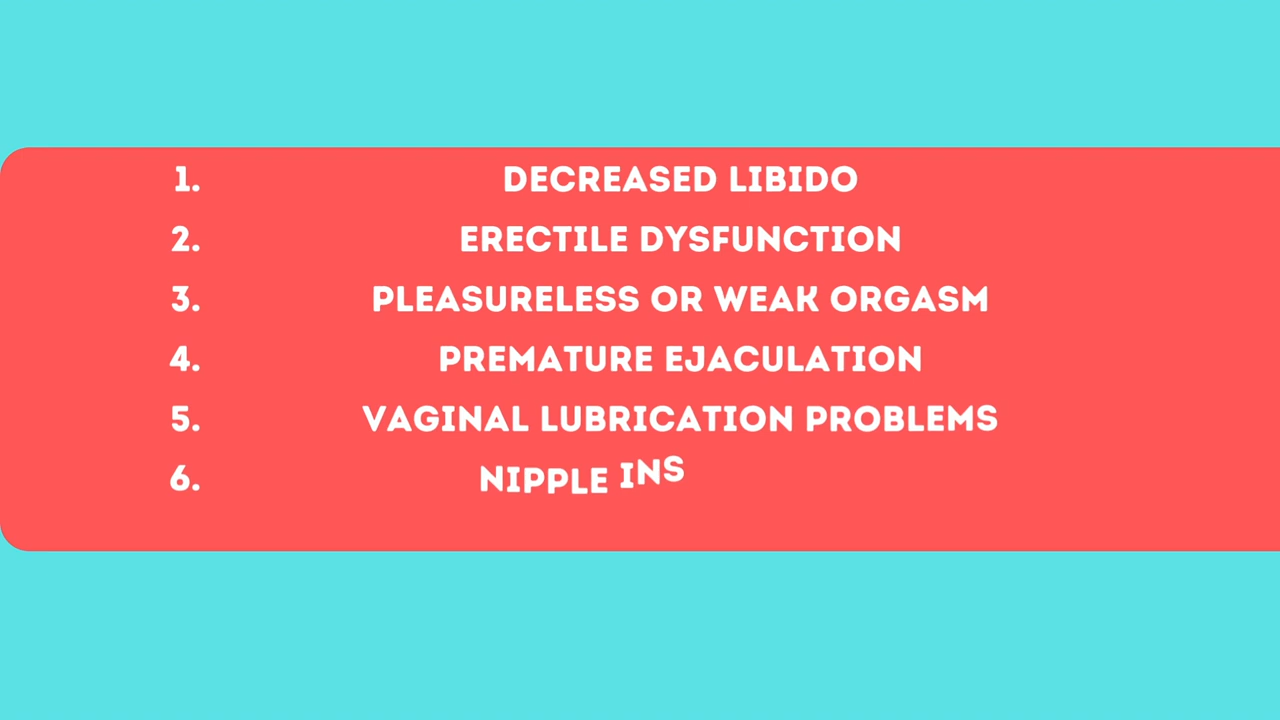 1. DECREASED LIBIDO
2. ERECTILE DYSFUNCTION
3. PLEASURELESS OR WEAK ORGASM
4. PREMATURE EJACULATION
5. VAGINAL LUBRICATION PROBLEMS
6. NIPPLE INS